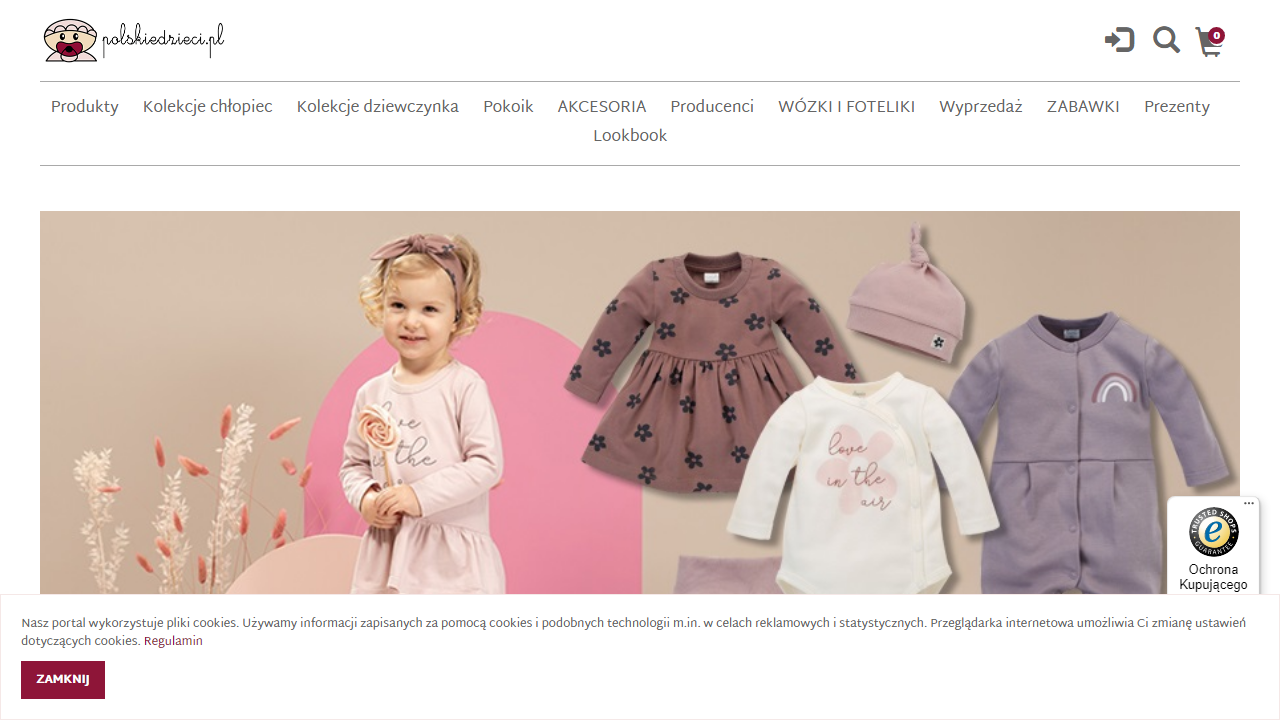 polskiedzieci.pl
0
Produkty Kolekcje chłopiec Kolekcje dziewczynka Pokoik AKCESORIA Producenci WÓZKI I FOTELIKI Wyprzedaż ZABAWKI Prezenty
Lookbook
love
is the
love
in the
air
TRUSTED SHOPS
e
GUARANTEE
Ochrona
Kupującego
Nasz portal wykorzystuje pliki cookies. Używamy informacji zapisanych za pomocą cookies i podobnych technologii m.in. w celach reklamowych i statystycznych. Przeglądarka internetowa umożliwia Ci zmianę ustawień
dotyczących cookies. Regulamin
ZAMKNIJ